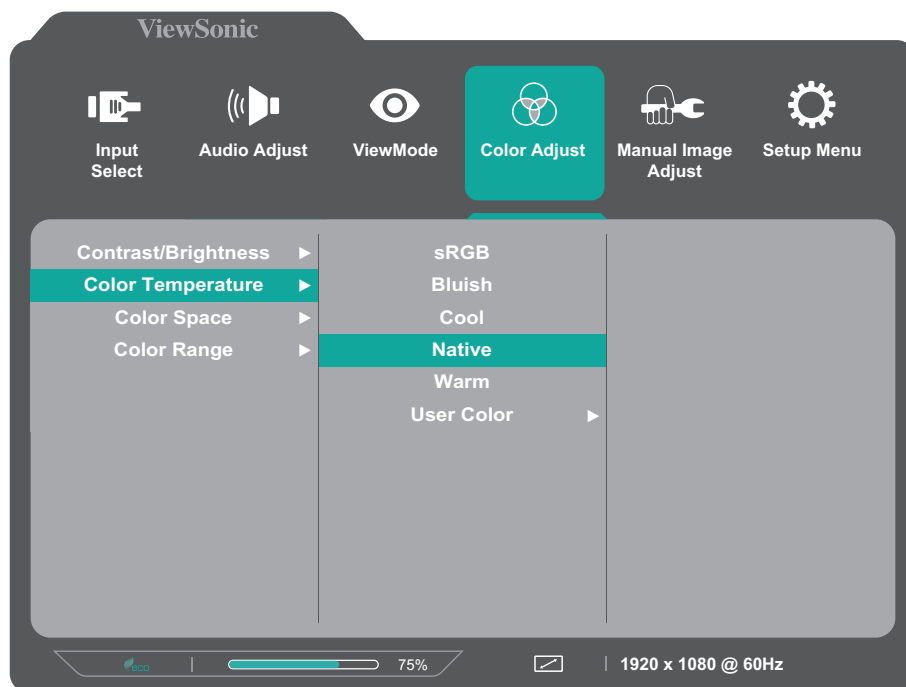 ViewSonic
Input
Select
Audio Adjust
ViewMode
Color Adjust
Manual Image
Adjust
Setup Menu
Contrast/Brightness
Color Temperature
Color Space
Color Range
sRGB
Bluish
Cool
Native
Warm
User Color
eco
75%
1920 x 1080 @ 60Hz